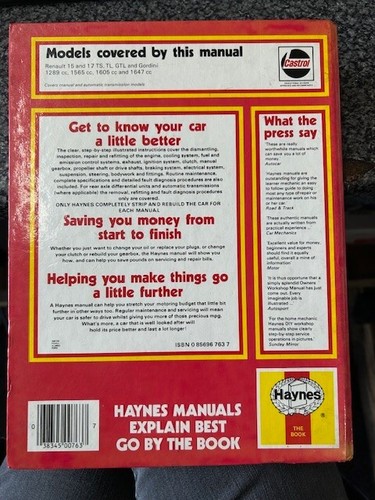 Models covered by this manual
Renault 15 and 17 TS, TL, GTL and Gordini
1289 cc, 1565 cc, 1605 cc and 1647 cc
Covers manual and automatic transmission models
Castrol
Get to know your car
a little better
The clear, step-by-step illustrated instructions cover the dismantling,
inspection, repair and refitting of the engine, cooling system, fuel and
emission control systems, exhaust, ignition system, clutch, manual
gearbox, propeller shaft or drive shafts, braking system, electrical system,
suspension, steering, bodywork and fittings. Routine maintenance,
complete specifications and detailed fault diagnosis procedures are also
included. For rear axle differential units and automatic transmissions
(where applicable) the removal, refitting and fault diagnosis procedures
only are covered.
ONLY HAYNES COMPLETELY STRIP AND REBUILD THE CAR FOR
EACH MANUAL
Saving you money from
start to finish
Whether you just want to change your oil or replace your plugs, or change
your clutch or rebuild your gearbox, the Haynes manual will show you
how, and can help you save pounds on servicing and repair bills.
Helping you make things go
a little further
A Haynes manual can help you stretch your motoring budget that little bit
further in other ways too. Regular maintenance and servicing will mean
your car is safer to drive whilst giving you more of those precious mpg.
What's more, a car that is well looked after will
hold its price better and last a lot longer!
ISSN 0 85696 763 7
What the
press say
'These are really
worthwhile manuals which
can save you a lot of
money.'
Autocar
'Haynes manuals are
outstanding for giving the
learner mechanic an easy
to follow guide to doing
most any type of repair or
maintenance work on his
or her car.'
Road & Track
'These authentic manuals
are actually written from
practical experience ...'
Car Mechanics
'Excellent value for money,
beginners and experts
should find it equally
useful, overall a mine of
information'
Motor
'It is thus opportune that a
simply splendid Owners
Workshop Manual has just
come out. Every
imaginable job is
illustrated ...'
Autosport
'For the home mechanic
Haynes DIY workshop
manuals show clearly
step-by-step service
operations in pictures.
Sunday Mirror
0 38345 00763 7
HAYNES MANUALS
EXPLAIN BEST
GO BY THE BOOK
Haynes
®
THE
BOOK